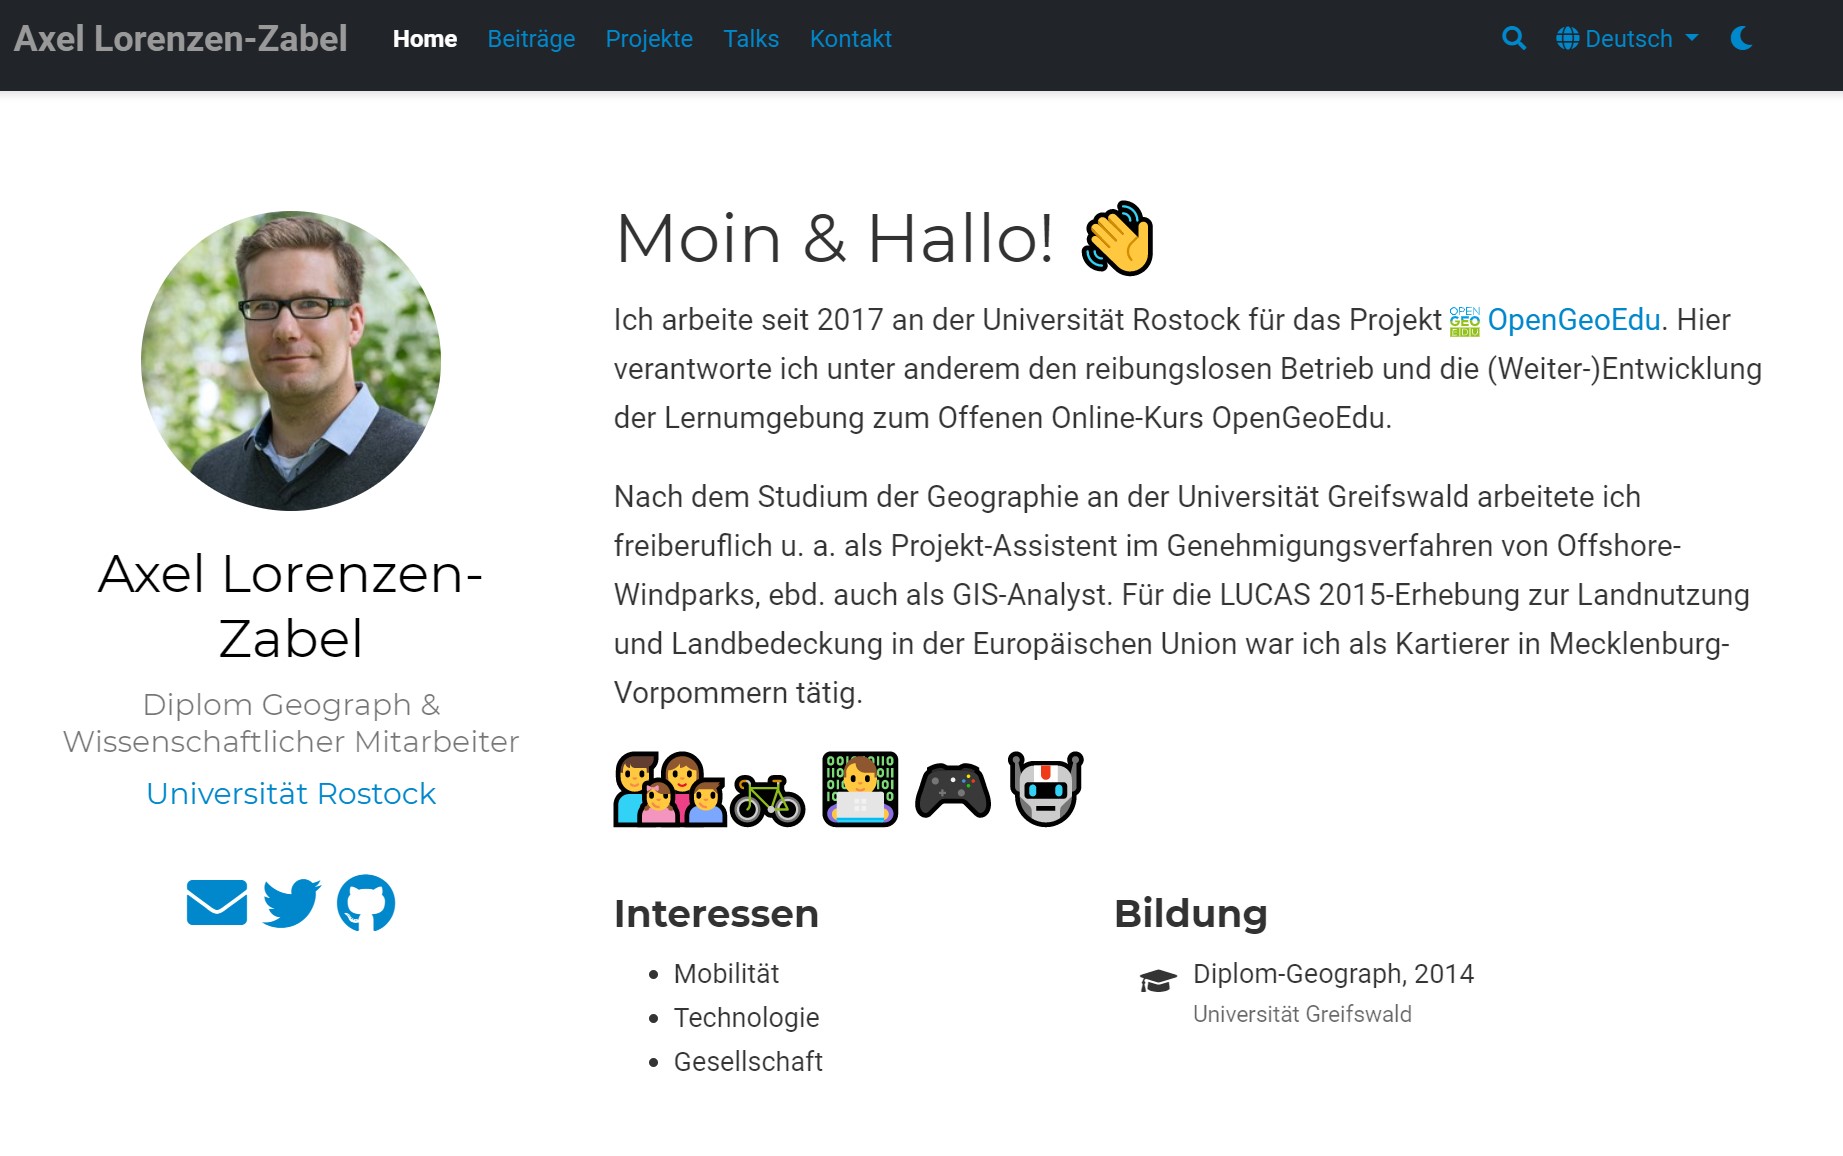 Axel Lorenzen-Zabel Home Beiträge Projekte Talks Kontakt Deutsch
Axel Lorenzen-
Zabel
Diplom Geograph &
Wissenschaftlicher Mitarbeiter
Universität Rostock
Moin & Hallo! 👋
Ich arbeite seit 2017 an der Universität Rostock für das Projekt OPEN GEO EDU OpenGeoEdu. Hier
verantworte ich unter anderem den reibungslosen Betrieb und die (Weiter-)Entwicklung
der Lernumgebung zum Offenen Online-Kurs OpenGeoEdu.
Nach dem Studium der Geographie an der Universität Greifswald arbeitete ich
freiberuflich u. a. als Projekt-Assistent im Genehmigungsverfahren von Offshore-
Windparks, ebd. auch als GIS-Analyst. Für die LUCAS 2015-Erhebung zur Landnutzung
und Landbedeckung in der Europäischen Union war ich als Kartierer in Mecklenburg-
Vorpommern tätig.
Interessen
Mobilität
Technologie
Gesellschaft
Bildung
Diplom-Geograph, 2014
Universität Greifswald